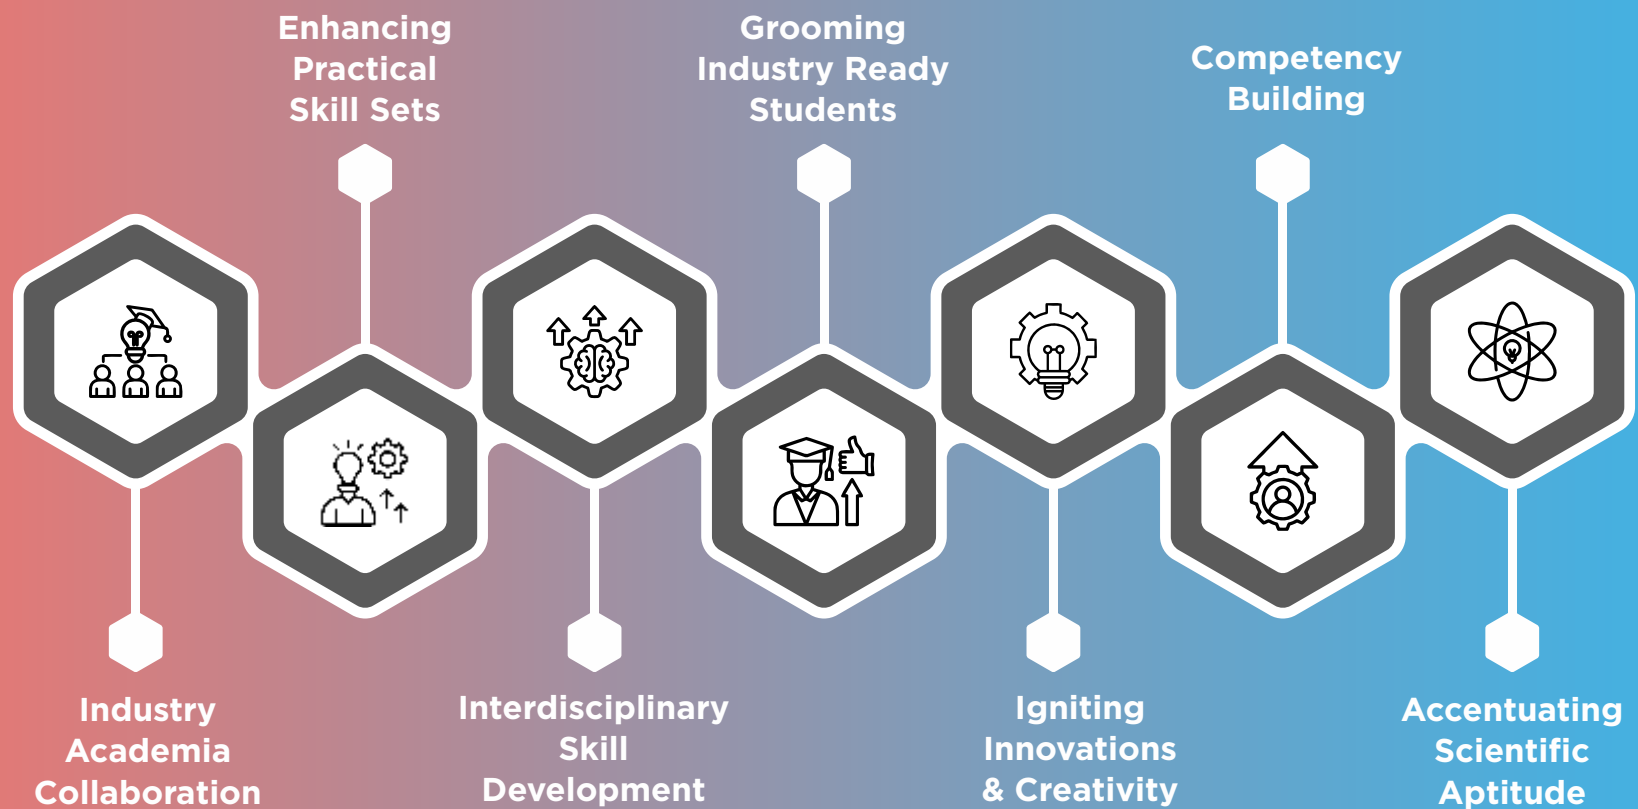 Enhancing
Practical
Skill Sets
Grooming
Industry Ready
Students
Competency
Building
Industry
Academia
Collaboration
Interdisciplinary
Skill
Development
Igniting
Innovations
& Creativity
Accentuating
Scientific
Aptitude